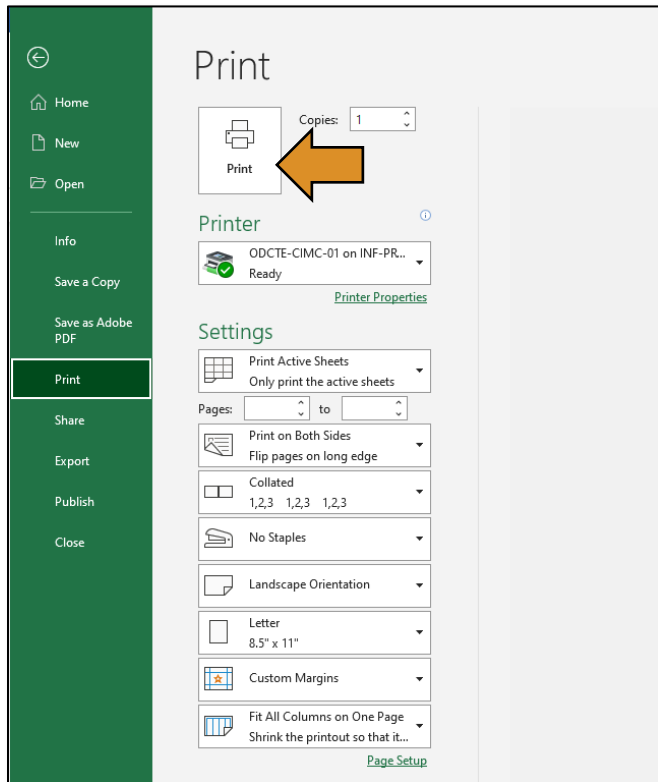 Print
Home
New
Open
Info
Save a Copy
Save as Adobe
PDF
Print
Share
Export
Publish
Close
Copies: 1
Print
Printer
ODCTE-CIMC-01 on INF-PR...
Ready
Printer Properties
Settings
Print Active Sheets
Only print the active sheets
Pages: to
Print on Both Sides
Flip pages on long edge
Collated
1,2,3 1,2,3 1,2,3
No Staples
Landscape Orientation
Letter
8.5" x 11"
Custom Margins
Fit All Columns on One Page
Shrink the printout so that it...
Page Setup